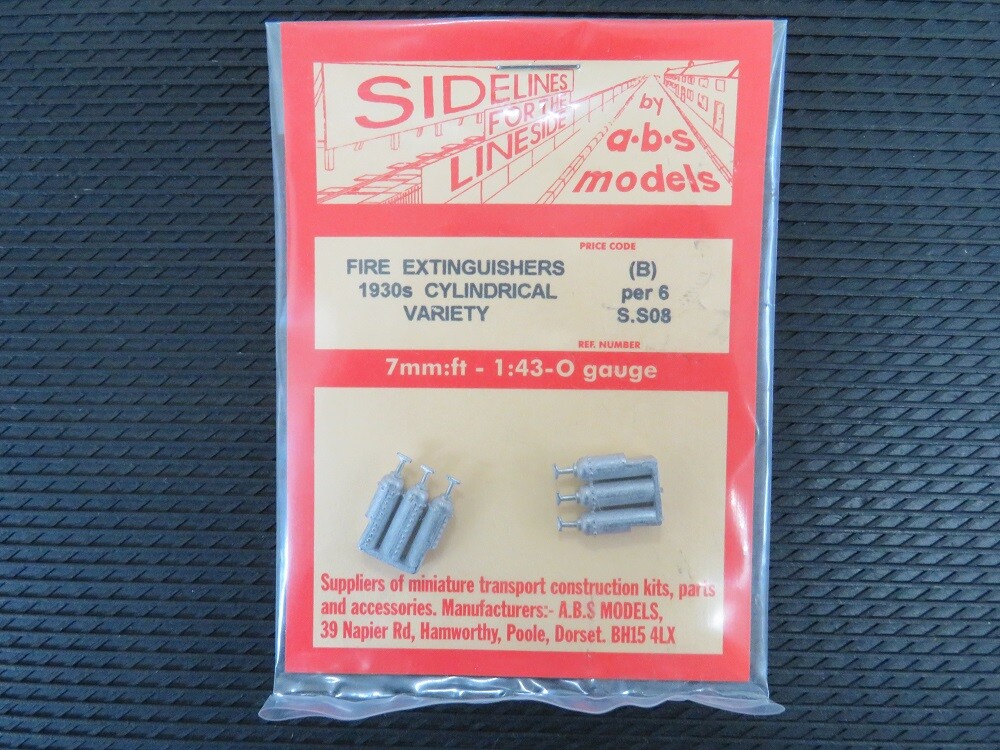 SIDELINES
FOR THE
LINESIDE
by
a·b·s
models
PRICE CODE
FIRE EXTINGUISHERS (B)
1930s CYLINDRICAL per 6
VARIETY S.S08
REF. NUMBER
7mm:ft - 1:43-O gauge
Suppliers of miniature transport construction kits, parts
and accessories. Manufacturers:- A.B.S MODELS,
39 Napier Rd, Hamworthy, Poole, Dorset. BH15 4LX